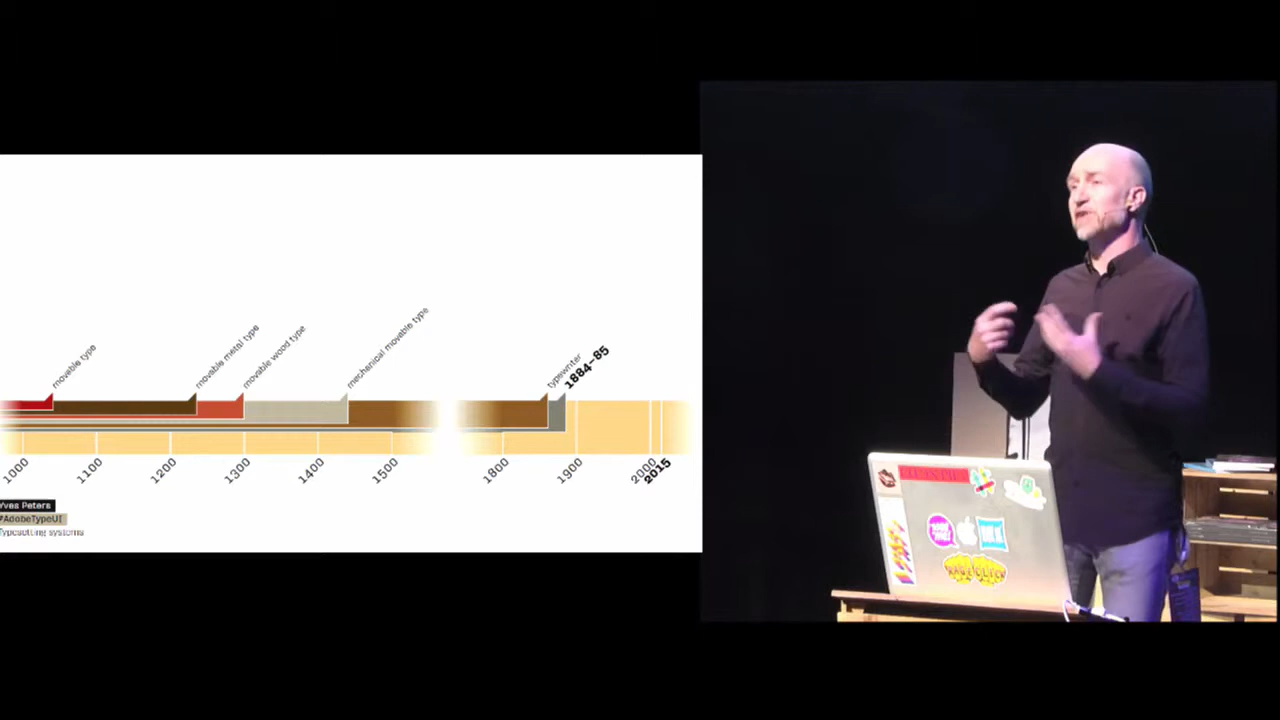 movable type
movable metal type
movable wood type
mechanical movable type
typewriter
1884–85
1000
1100
1200
1300
1400
1500
1800
1900
2000
2015
Yves Peters
#AdobeTypeUI
Typesetting systems
RAGECLICK